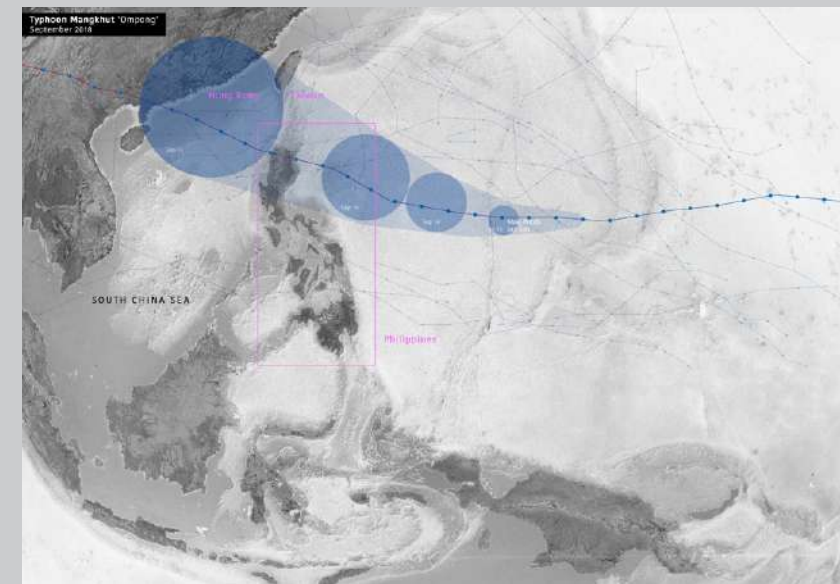 Typhoon Mangkhut 'Ompong'
September 2018
Hong Kong
Taiwan
SOUTH CHINA SEA
Philippines